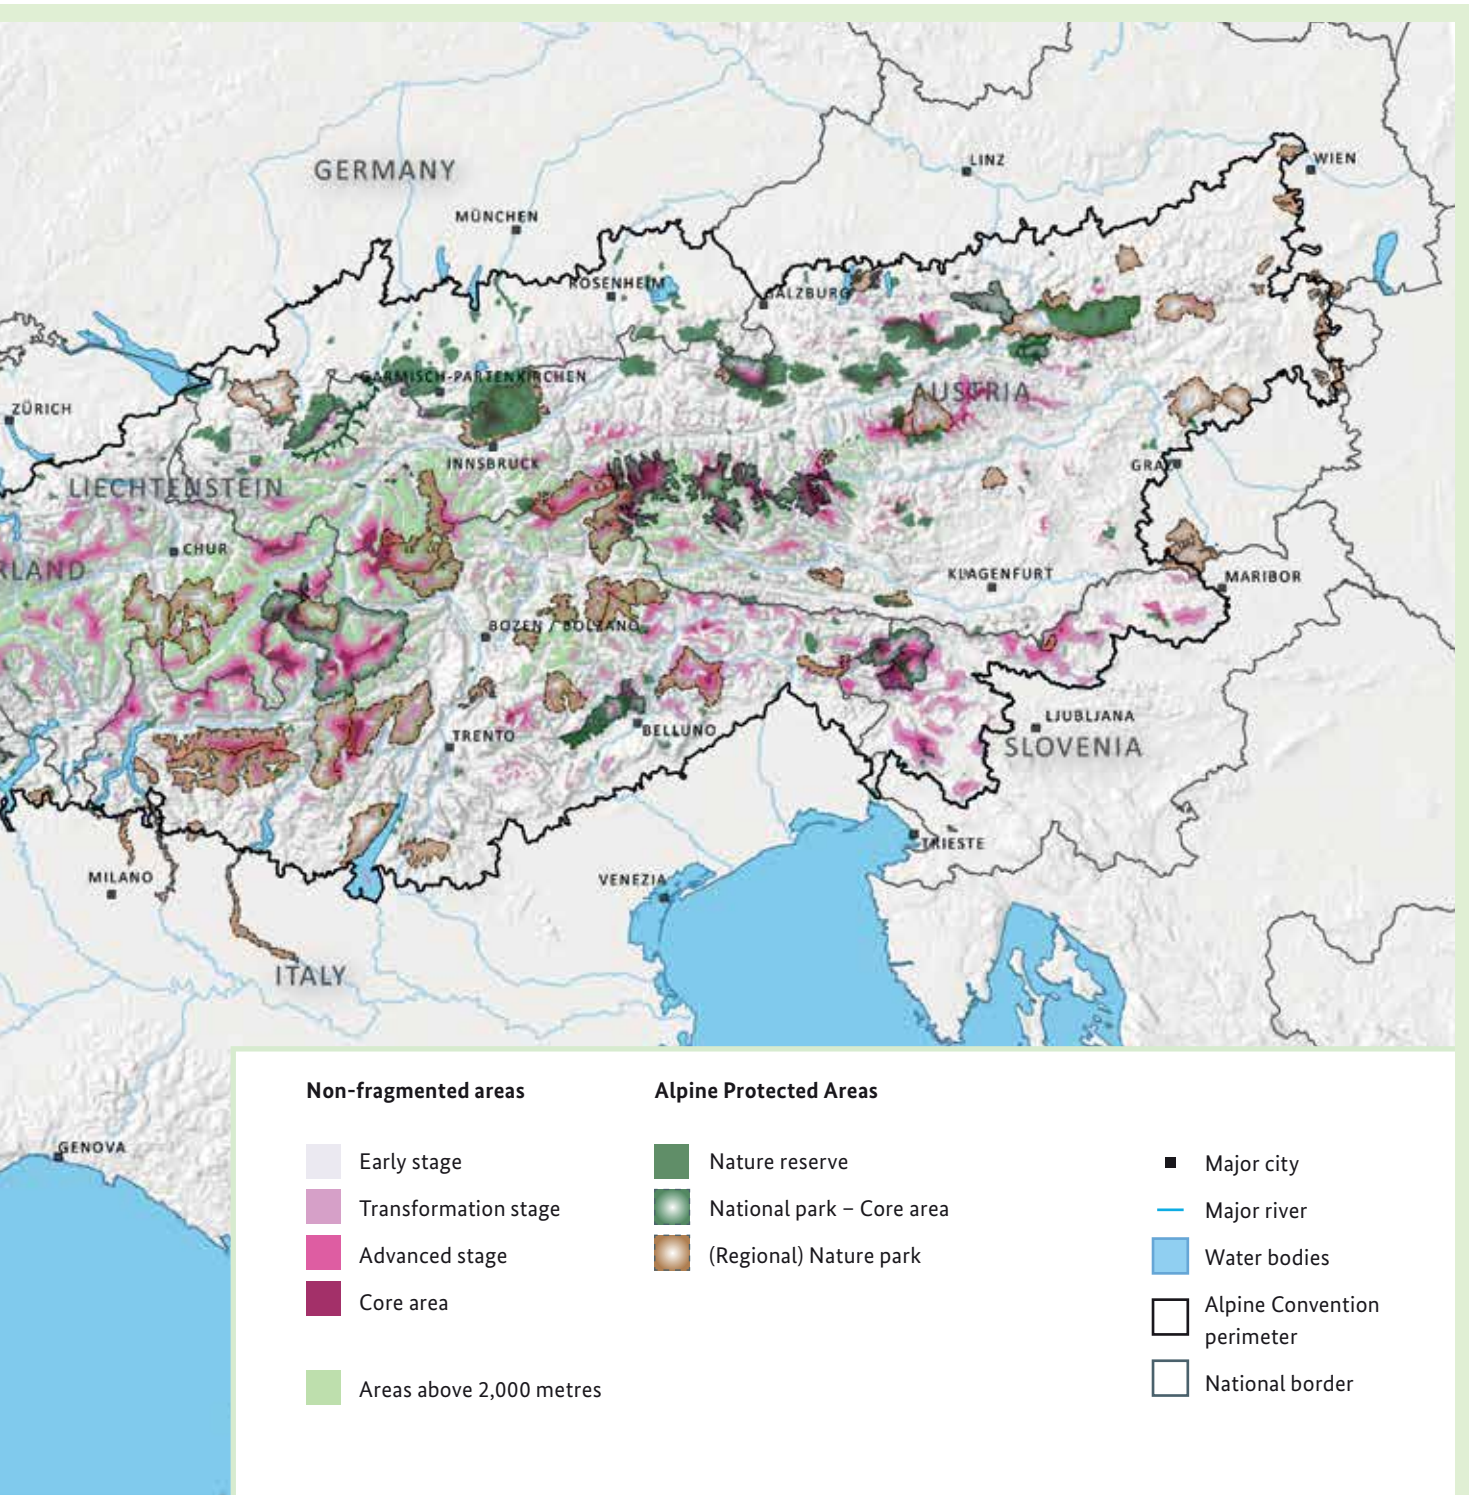 LINZ
WIEN
GERMANY
MÜNCHEN
ROSENHEIM
SALZBURG
GARMISCH-PARTENKIRCHEN
AUSTRIA
ZÜRICH
INNSBRUCK
GRAZ
LIECHTENSTEIN
CHUR
RLAND
KLAGENFURT
MARIBOR
BOZEN / BOLZANO
LJUBLJANA
TRENTO
BELLUNO
SLOVENIA
TRIESTE
MILANO
VENEZIA
ITALY
GENOVA
Non-fragmented areas
Early stage
Transformation stage
Advanced stage
Core area
Areas above 2,000 metres
Alpine Protected Areas
Nature reserve
National park – Core area
(Regional) Nature park
Major city
Major river
Water bodies
Alpine Convention
perimeter
National border